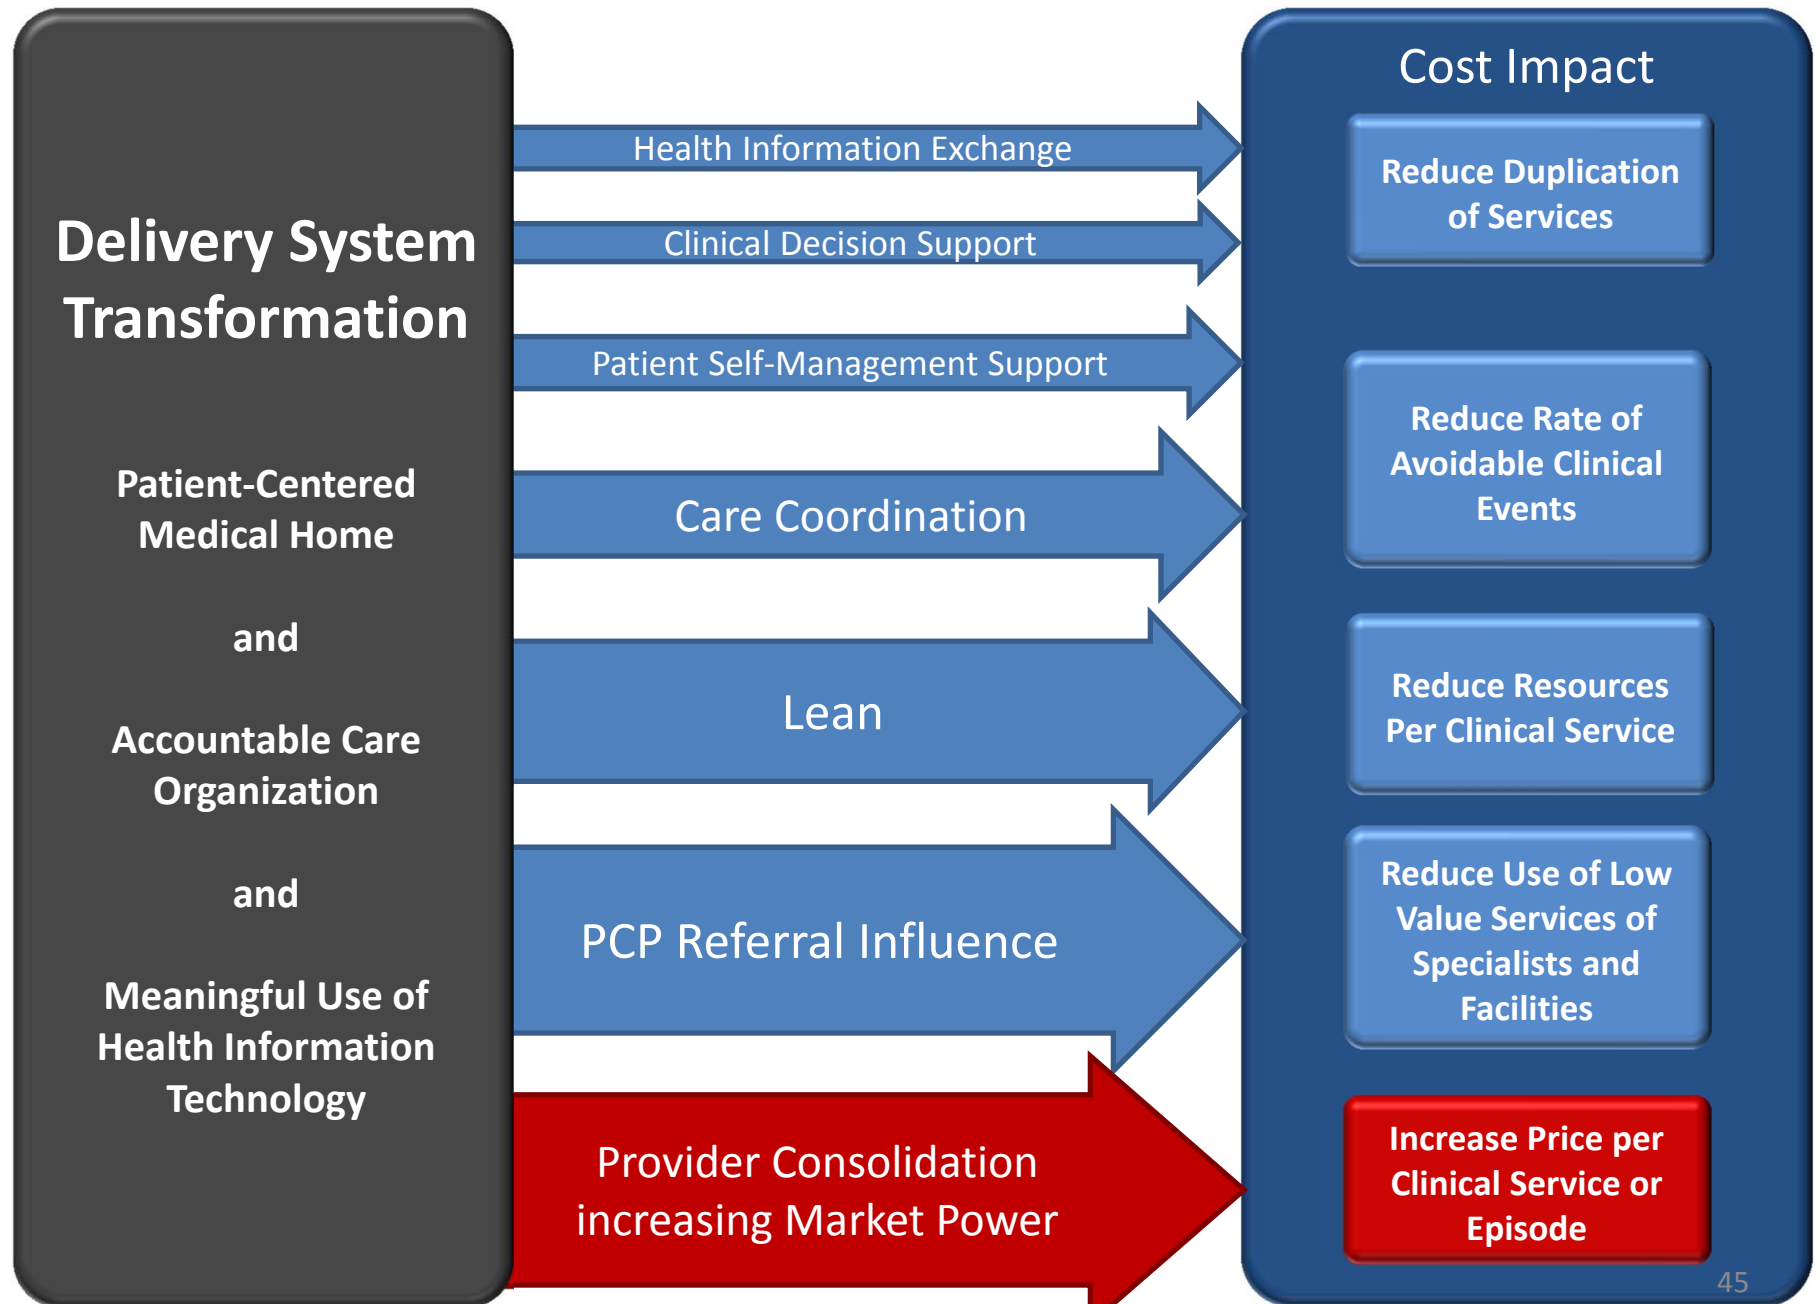 Delivery System
Transformation
Patient-Centered
Medical Home
and
Accountable Care
Organization
and
Meaningful Use of
Health Information
Technology
Health Information Exchange
Clinical Decision Support
Patient Self-Management Support
Care Coordination
Lean
PCP Referral Influence
Provider Consolidation
increasing Market Power
Cost Impact
Reduce Duplication
of Services
Reduce Rate of
Avoidable Clinical
Events
Reduce Resources
Per Clinical Service
Reduce Use of Low
Value Services of
Specialists and
Facilities
Increase Price per
Clinical Service or
Episode
45